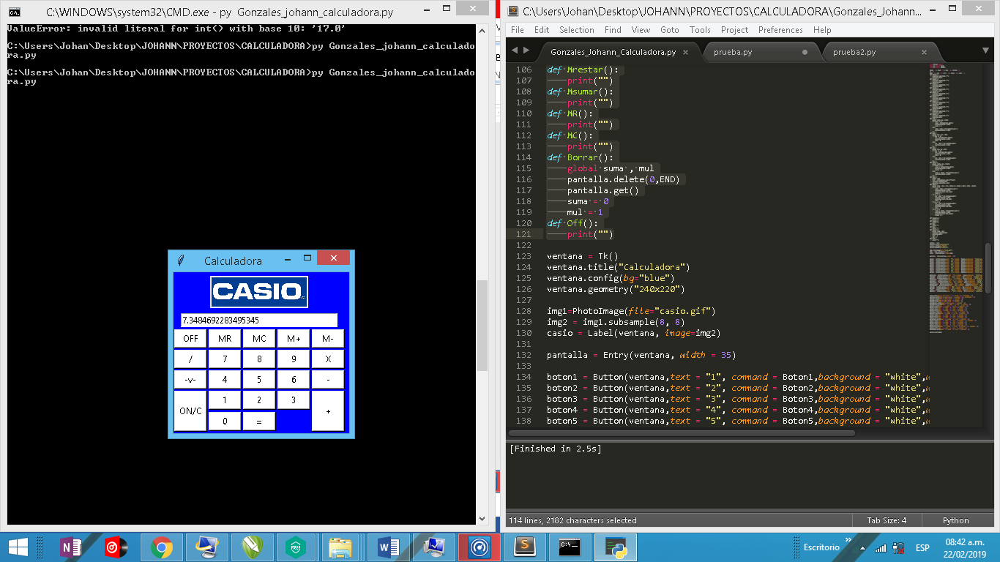 C:\WINDOWS\system32\CMD.exe - py Gonzales_johann_calculadora.py
ValueError: invalid literal for int() with base 10: '17.0'
C:\Users\Johan\Desktop\JOHANN\PROYECTOS\CALCULADORA>py Gonzales_johann_calculado
ra.py
C:\Users\Johan\Desktop\JOHANN\PROYECTOS\CALCULADORA>py Gonzales_johann_calculado
ra.py
Calculadora
CASIO
7.3484692283495345
OFF MR MC M+ M-
/ 7 8 9 X
-v- 4 5 6 -
ON/C 1 2 3 +
0 =
C:\Users\Johan\Desktop\JOHANN\PROYECTOS\CALCULADORA\Gonzales_Johann_...
File Edit Selection Find View Goto Tools Project Preferences Help
Gonzales_Johann_Calculadora.py prueba.py prueba2.py
106 def Mrestar():
107 print("")
108 def Msumar():
109 print("")
110 def MR():
111 print("")
112 def MC():
113 print("")
114 def Borrar():
115 global suma , mul
116 pantalla.delete(0,END)
117 pantalla.get()
118 suma = 0
119 mul = 1
120 def Off():
121 print("")
122
123 ventana = Tk()
124 ventana.title("Calculadora")
125 ventana.config(bg="blue")
126 ventana.geometry("240x220")
127
128 img1=PhotoImage(file="casio.gif")
129 img2 = img1.subsample(8, 8)
130 casio = Label(ventana, image=img2)
131
132 pantalla = Entry(ventana, width = 35)
133
134 boton1 = Button(ventana,text = "1", command = Boton1,background = "white",
135 boton2 = Button(ventana,text = "2", command = Boton2,background = "white",
136 boton3 = Button(ventana,text = "3", command = Boton3,background = "white",
137 boton4 = Button(ventana,text = "4", command = Boton4,background = "white",
138 boton5 = Button(ventana,text = "5", command = Boton5,background = "white",
[Finished in 2.5s]
114 lines, 2182 characters selected Tab Size: 4 Python
FREE
Escritorio ESP 08:42 a.m.
22/02/2019